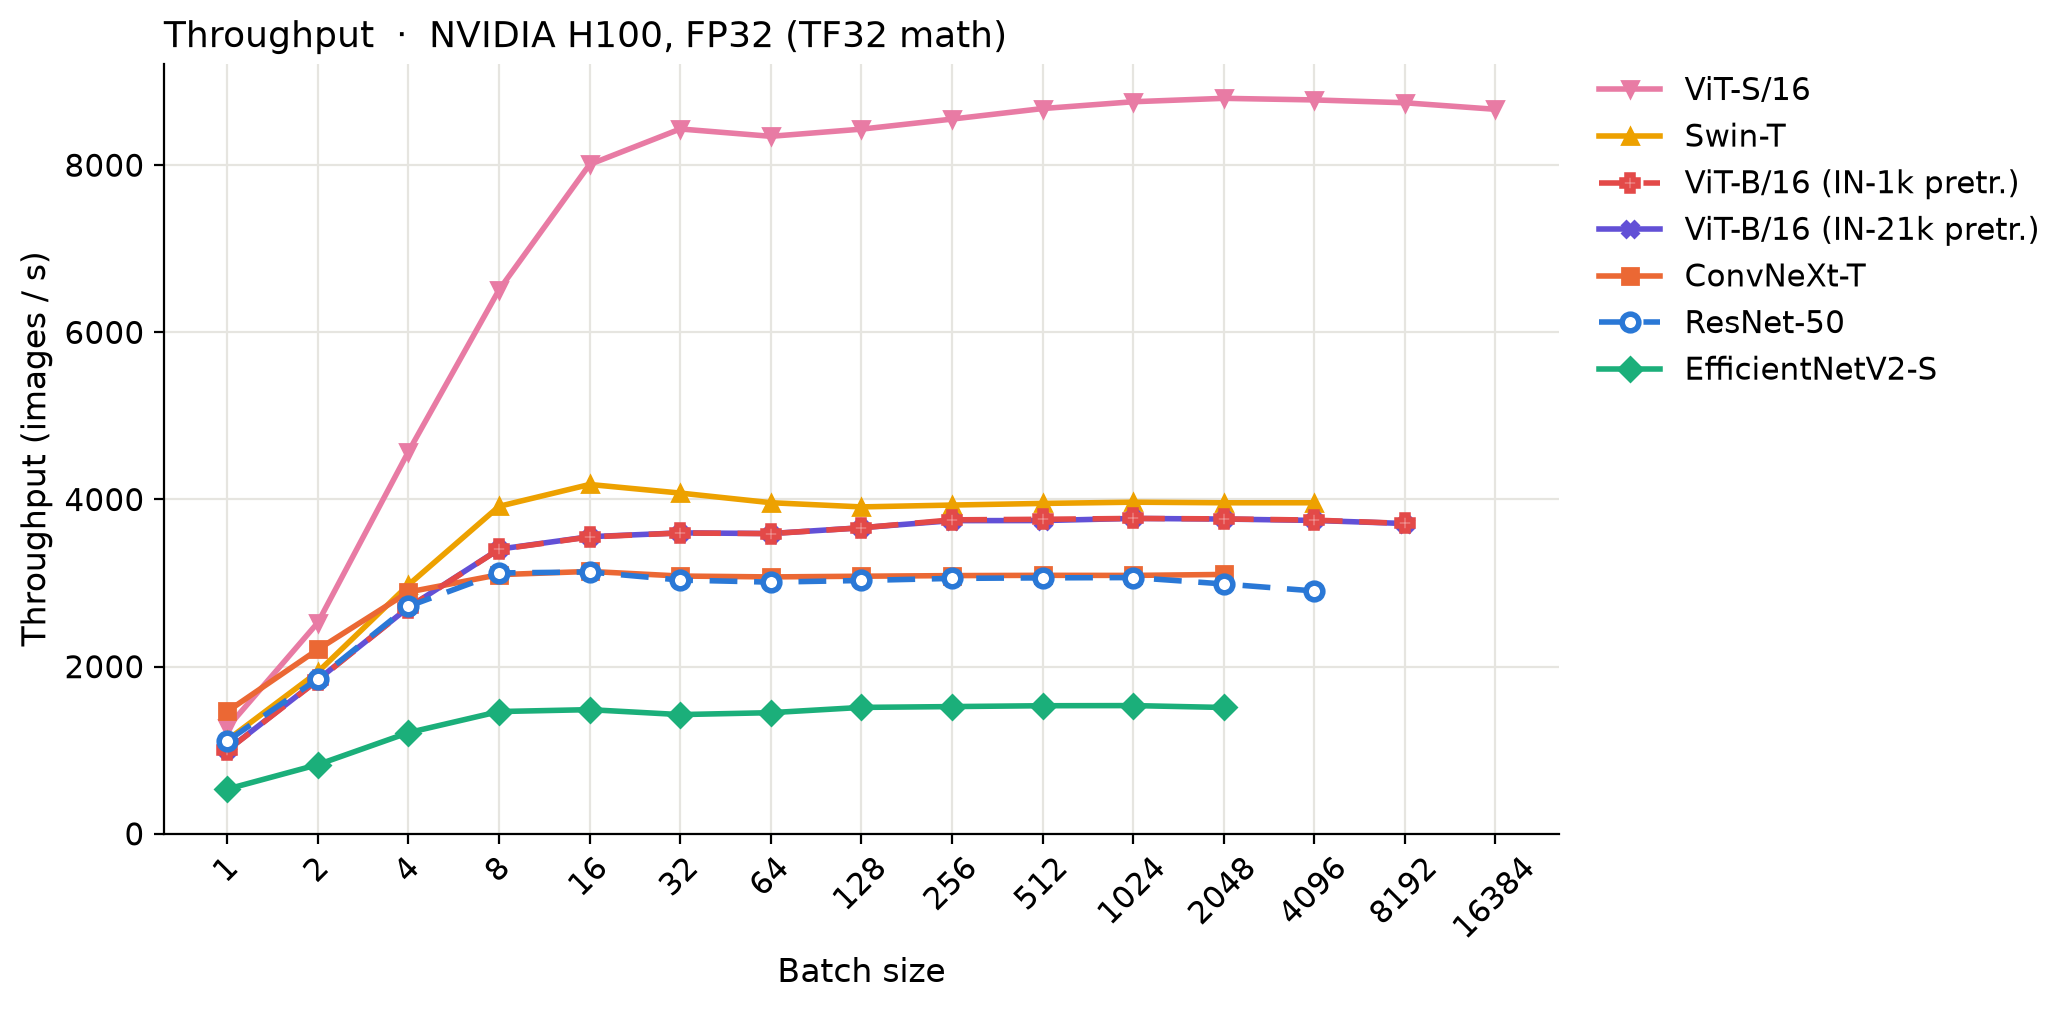 Throughput · NVIDIA H100, FP32 (TF32 math)
Throughput (images / s)
8000
6000
4000
2000
0
1
2
4
8
16
32
64
128
256
512
1024
2048
4096
8192
16384
Batch size
ViT-S/16
Swin-T
ViT-B/16 (IN-1k pretr.)
ViT-B/16 (IN-21k pretr.)
ConvNeXt-T
ResNet-50
EfficientNetV2-S